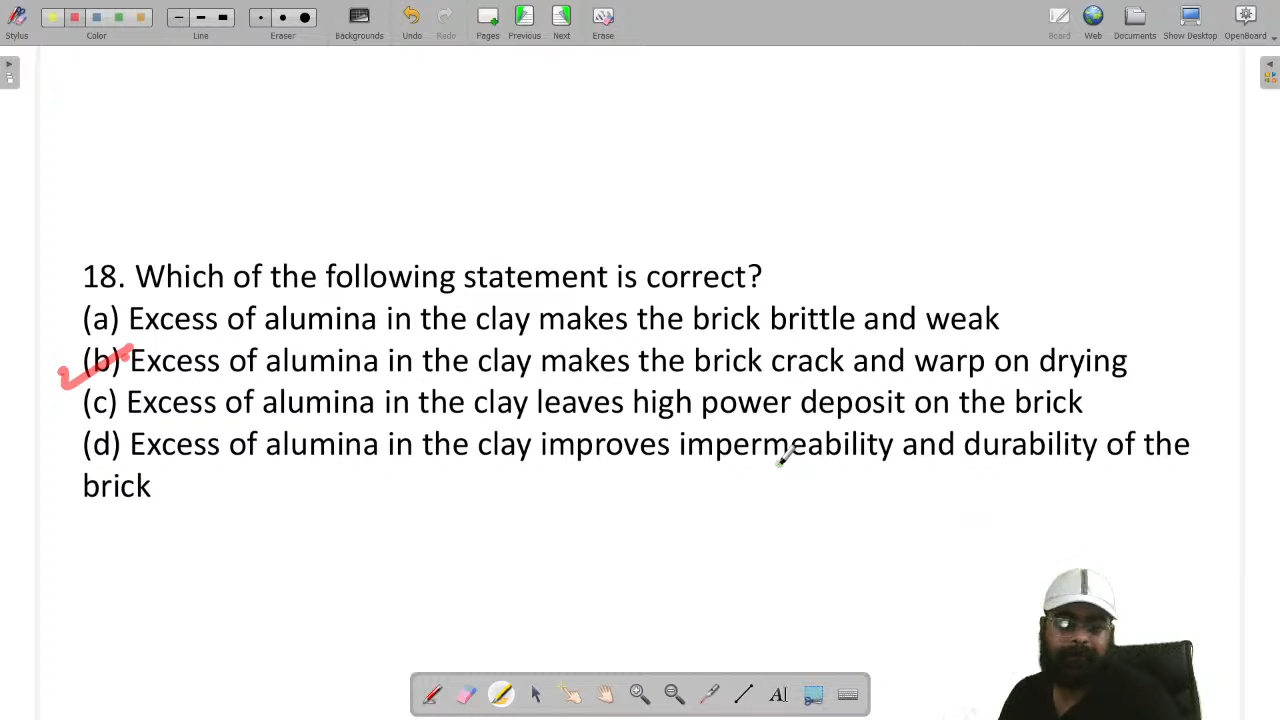 Stylus Color Line Eraser Backgrounds Undo Redo Pages Previous Next Erase Board Web Documents Show Desktop OpenBoard
18. Which of the following statement is correct?
(a) Excess of alumina in the clay makes the brick brittle and weak
(b) Excess of alumina in the clay makes the brick crack and warp on drying
(c) Excess of alumina in the clay leaves high power deposit on the brick
(d) Excess of alumina in the clay improves impermeability and durability of the
brick